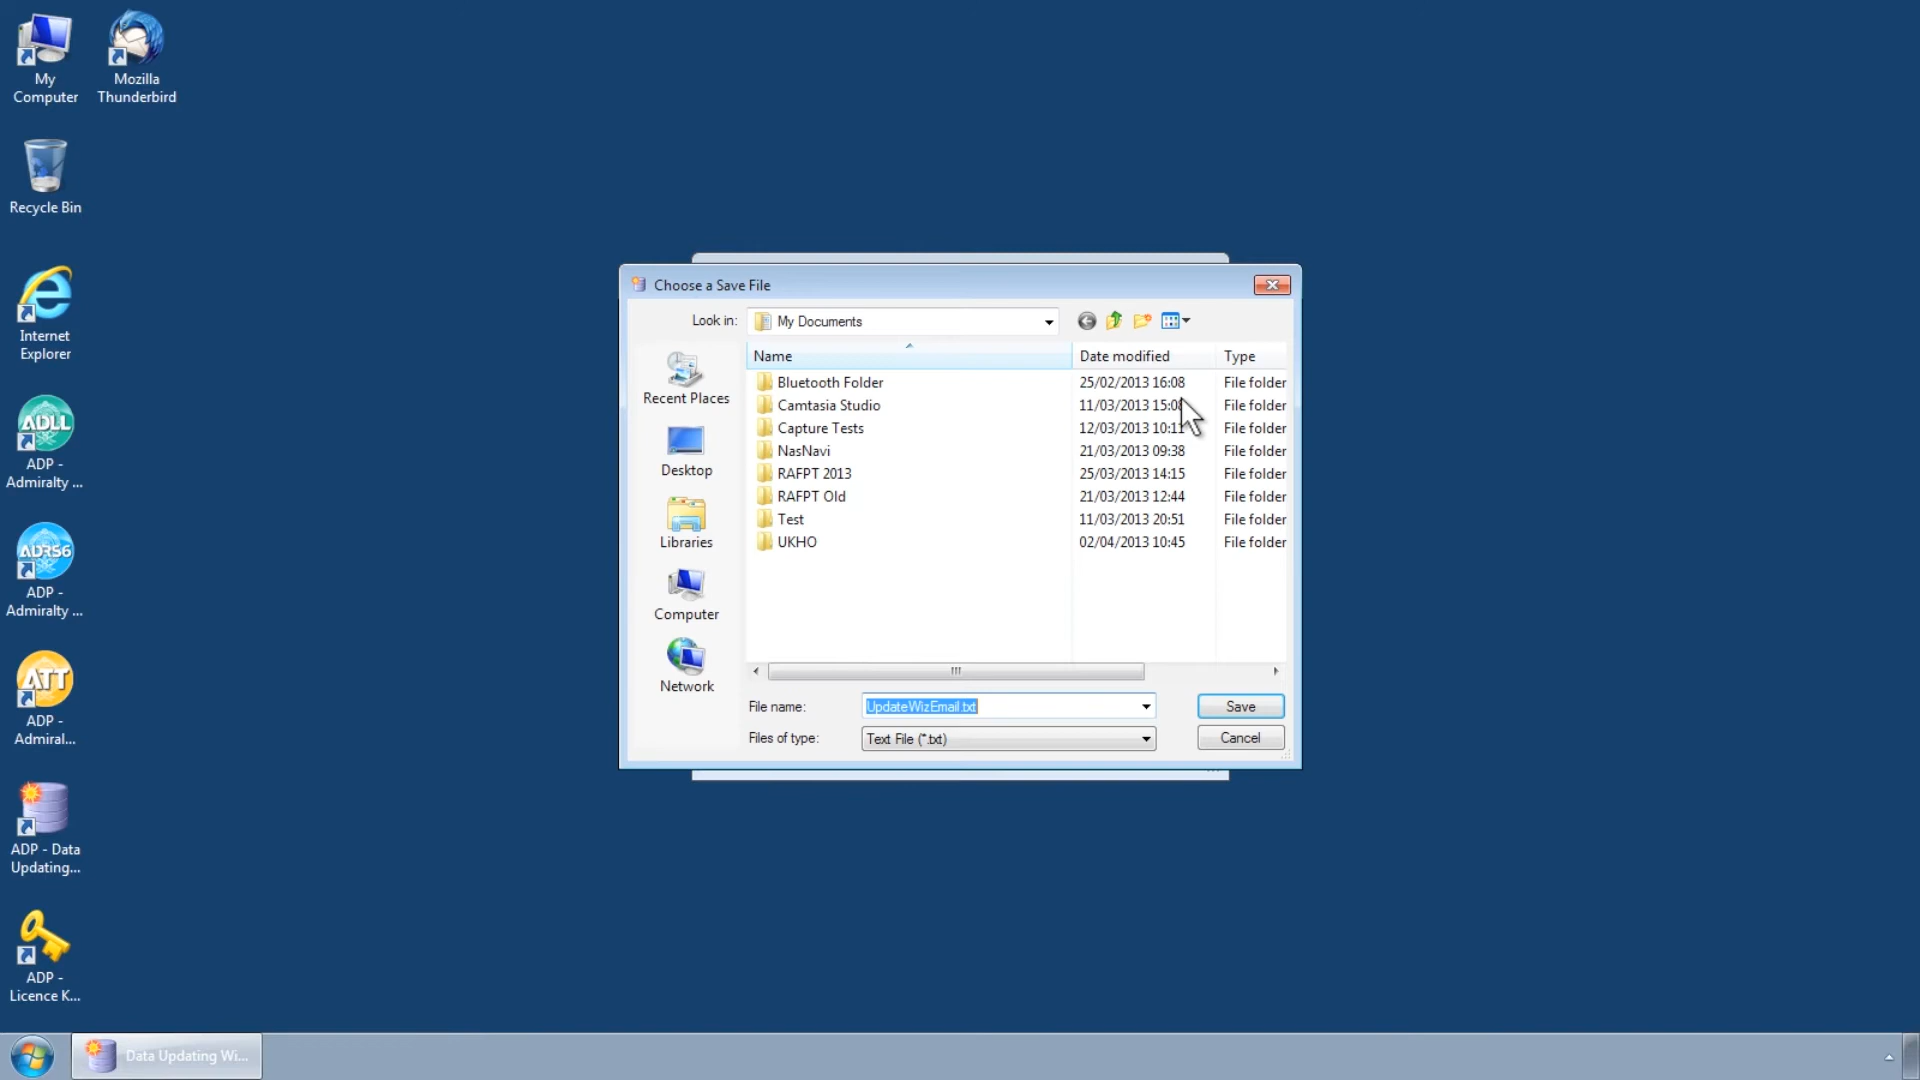 My
Computer
Mozilla
Thunderbird
Recycle Bin
Internet
Explorer
ADLL
ADP -
Admiralty ...
ADRS6
ADP -
Admiralty ...
ATT
ADP -
Admiral...
ADP - Data
Updating...
ADP -
Licence K...
Choose a Save File
Look in:
My Documents
Recent Places
Desktop
Libraries
Computer
Network
Name Date modified Type
Bluetooth Folder 25/02/2013 16:08 File folder
Camtasia Studio 11/03/2013 15:08 File folder
Capture Tests 12/03/2013 10:11 File folder
NasNavi 21/03/2013 09:38 File folder
RAFPT 2013 25/03/2013 14:15 File folder
RAFPT Old 21/03/2013 12:44 File folder
Test 11/03/2013 20:51 File folder
UKHO 02/04/2013 10:45 File folder
File name: UpdateWizEmail.txt Save
Files of type: Text File (*.txt) Cancel
Data Updating Wi...